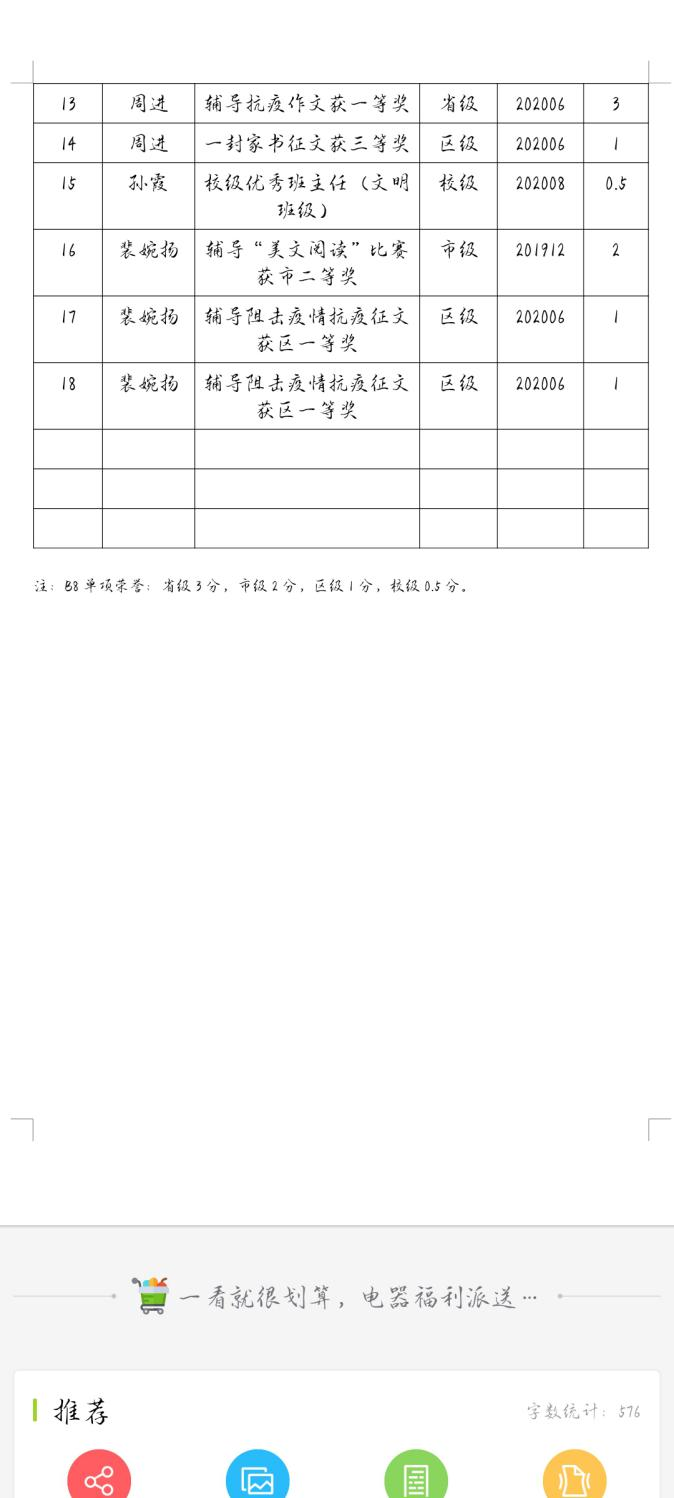 13 周进 辅导抗疫作文获一等奖 省级 202006 3
14 周进 一封家书征文获三等奖 区级 202006 1
15 孙霞 校级优秀班主任（文明 校级 202008 0.5
班级）
16 裴婉扬 辅导“美文阅读”比赛 市级 201912 2
获市二等奖
17 裴婉扬 辅导阻击疫情抗疫征文 区级 202006 1
获区一等奖
18 裴婉扬 辅导阻击疫情抗疫征文 区级 202006 1
获区一等奖
注：B8单项荣誉：省级3分，市级2分，区级1分，校级0.5分。
一看就很划算，电器福利派送…
推荐 字数统计：576